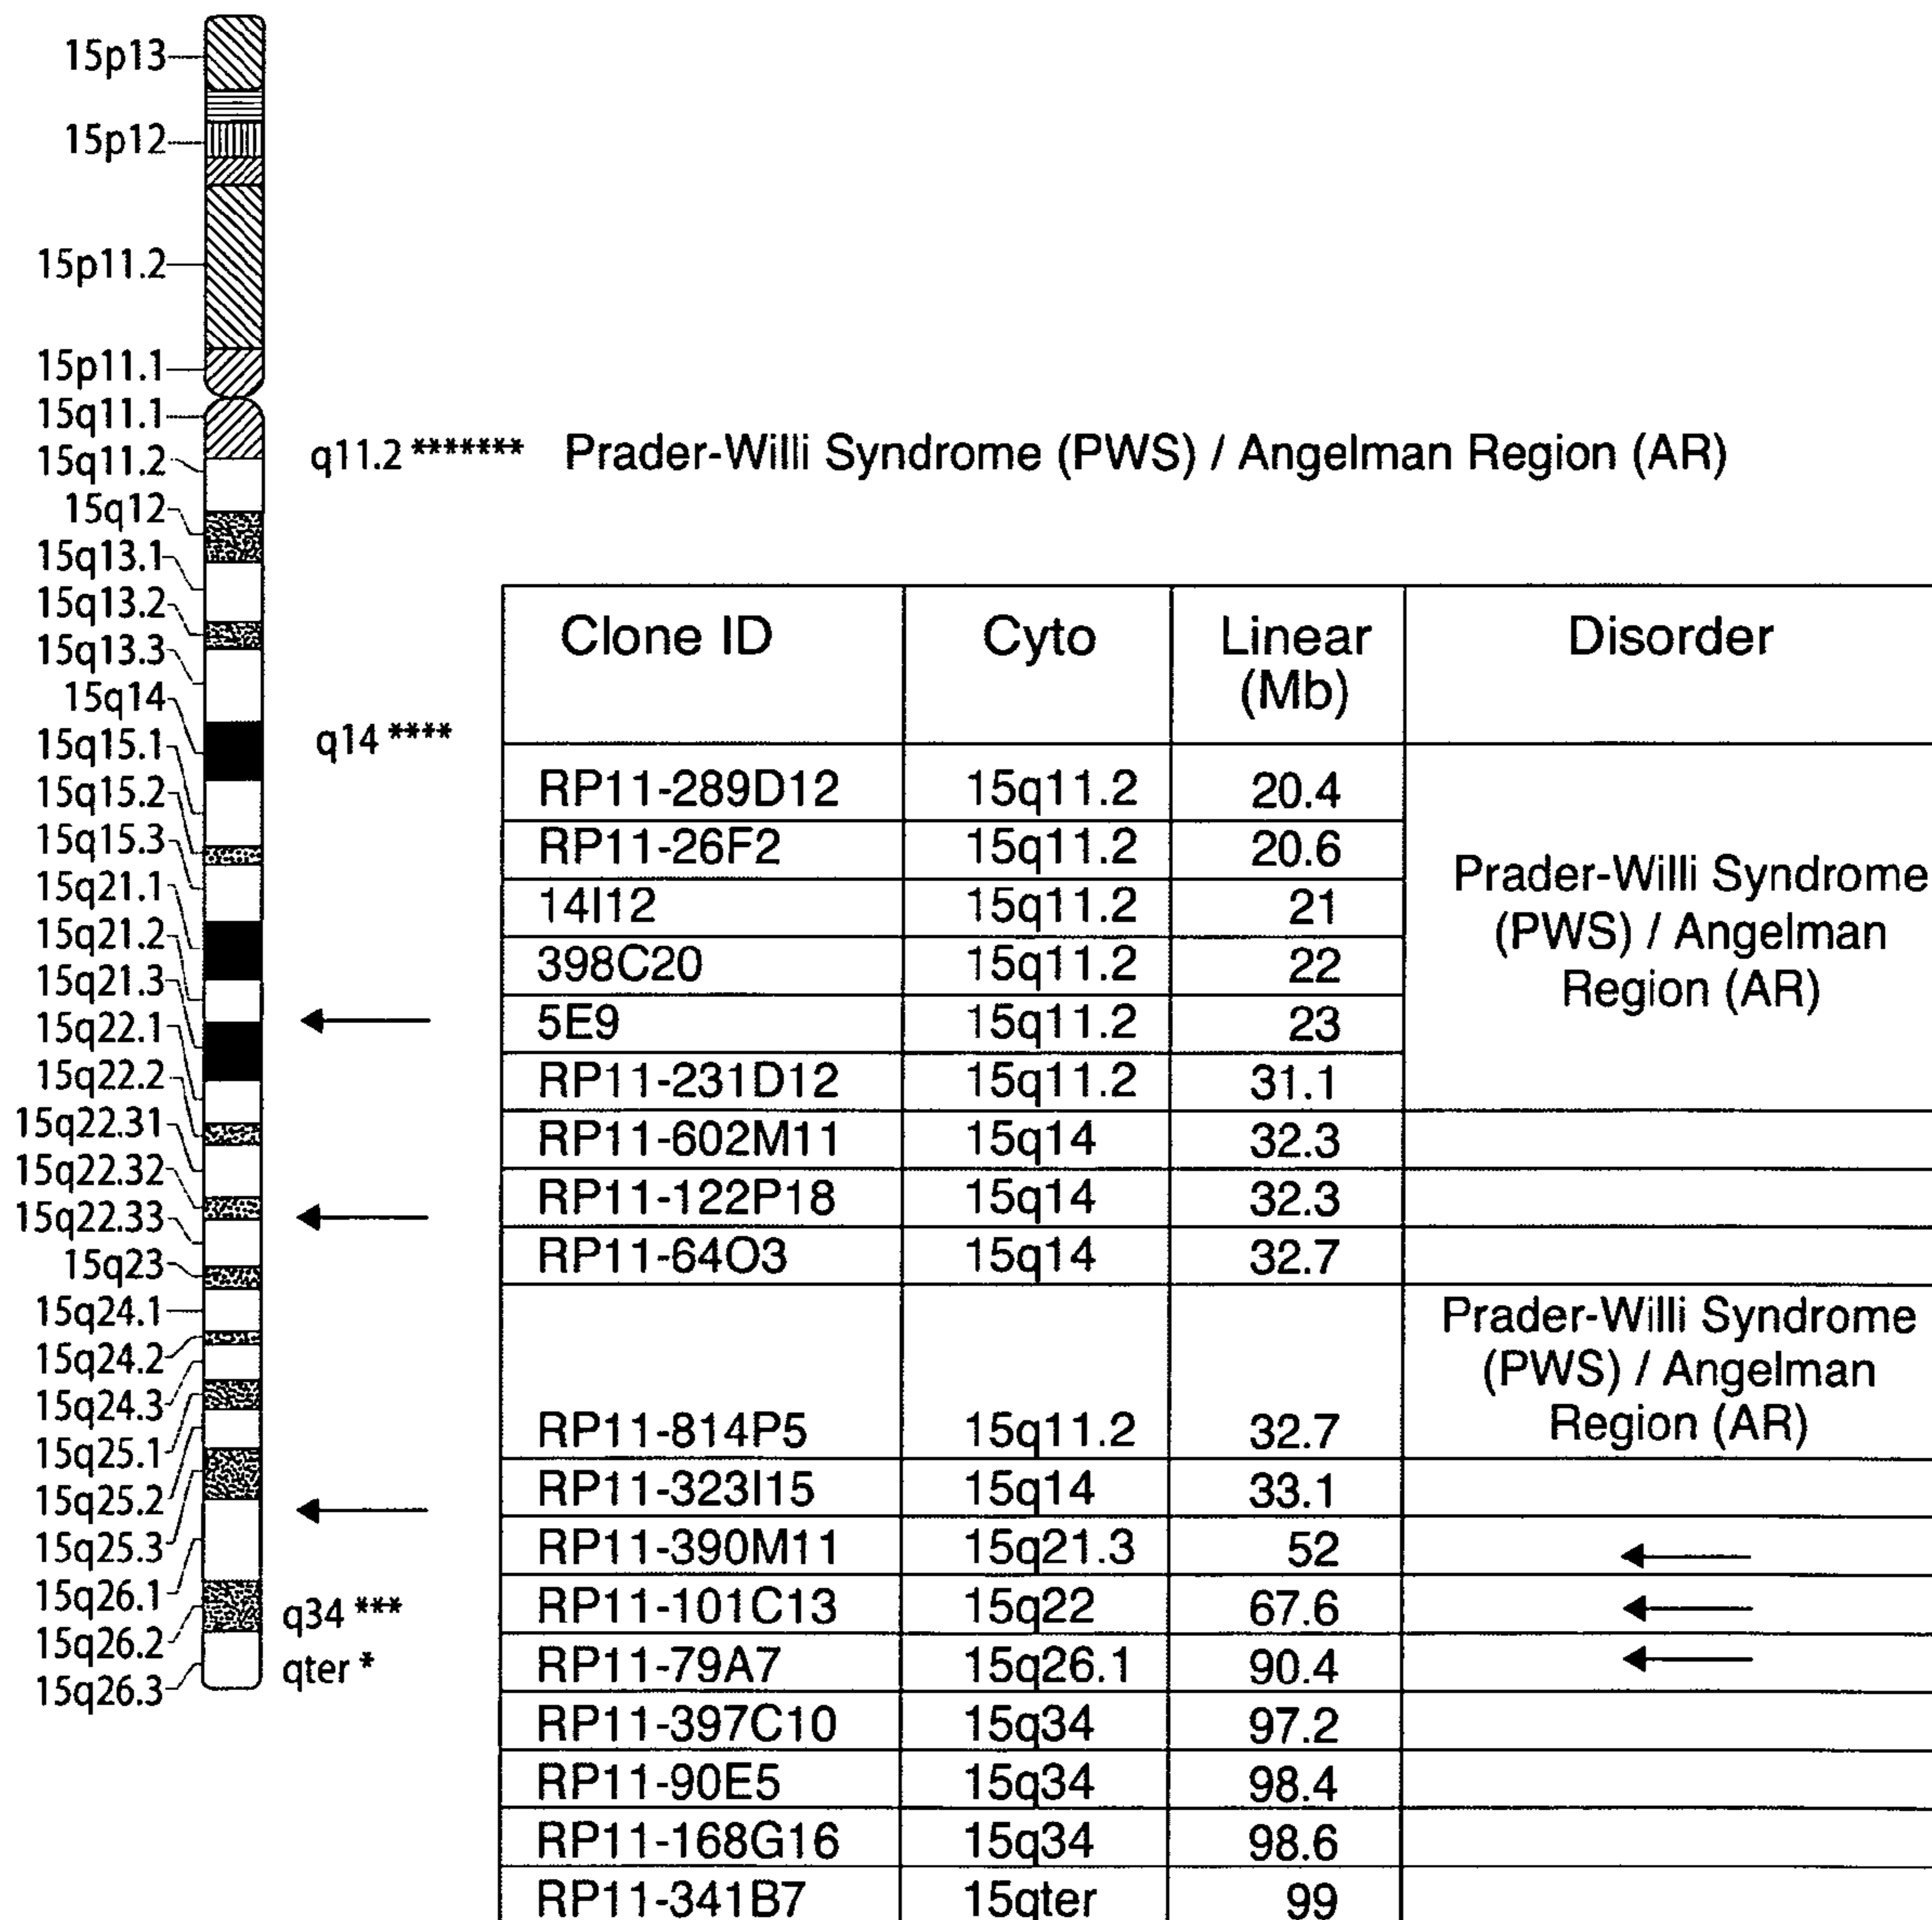 15p13
15p12
15p11.2
15p11.1
15q11.1
15q11.2
15q12
15q13.1
15q13.2
15q13.3
15q14
15q15.1
15q15.2
15q15.3
15q21.1
15q21.2
15q21.3
15q22.1
15q22.2
15q22.31
15q22.32
15q22.33
15q23
15q24.1
15q24.2
15q24.3
15q25.1
15q25.2
15q25.3
15q26.1
15q26.2
15q26.3
q11.2 ******* Prader-Willi Syndrome (PWS) / Angelman Region (AR)
q14 ****
q34 ***
qter *
Clone ID Cyto Linear (Mb) Disorder
RP11-289D12 15q11.2 20.4
RP11-26F2 15q11.2 20.6
14I12 15q11.2 21
398C20 15q11.2 22
5E9 15q11.2 23
RP11-231D12 15q11.2 31.1
Prader-Willi Syndrome
(PWS) / Angelman
Region (AR)
RP11-602M11 15q14 32.3
RP11-122P18 15q14 32.3
RP11-64O3 15q14 32.7
Prader-Willi Syndrome
(PWS) / Angelman
RP11-814P5 15q11.2 32.7 Region (AR)
RP11-323I15 15q14 33.1
RP11-390M11 15q21.3 52
RP11-101C13 15q22 67.6
RP11-79A7 15q26.1 90.4
RP11-397C10 15q34 97.2
RP11-90E5 15q34 98.4
RP11-168G16 15q34 98.6
RP11-341B7 15qter 99